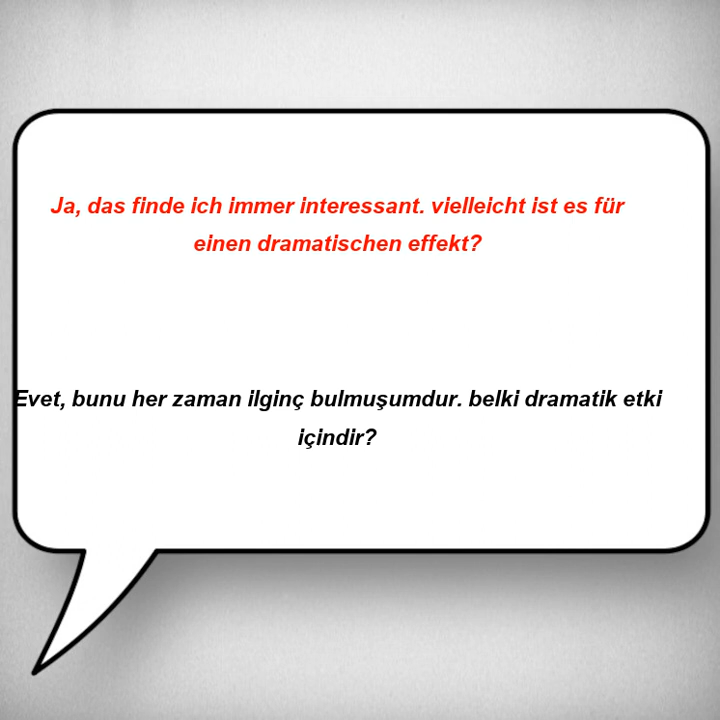 Ja, das finde ich immer interessant. vielleicht ist es für
einen dramatischen effekt?
Evet, bunu her zaman ilginç bulmuşumdur. belki dramatik etki
içindir?